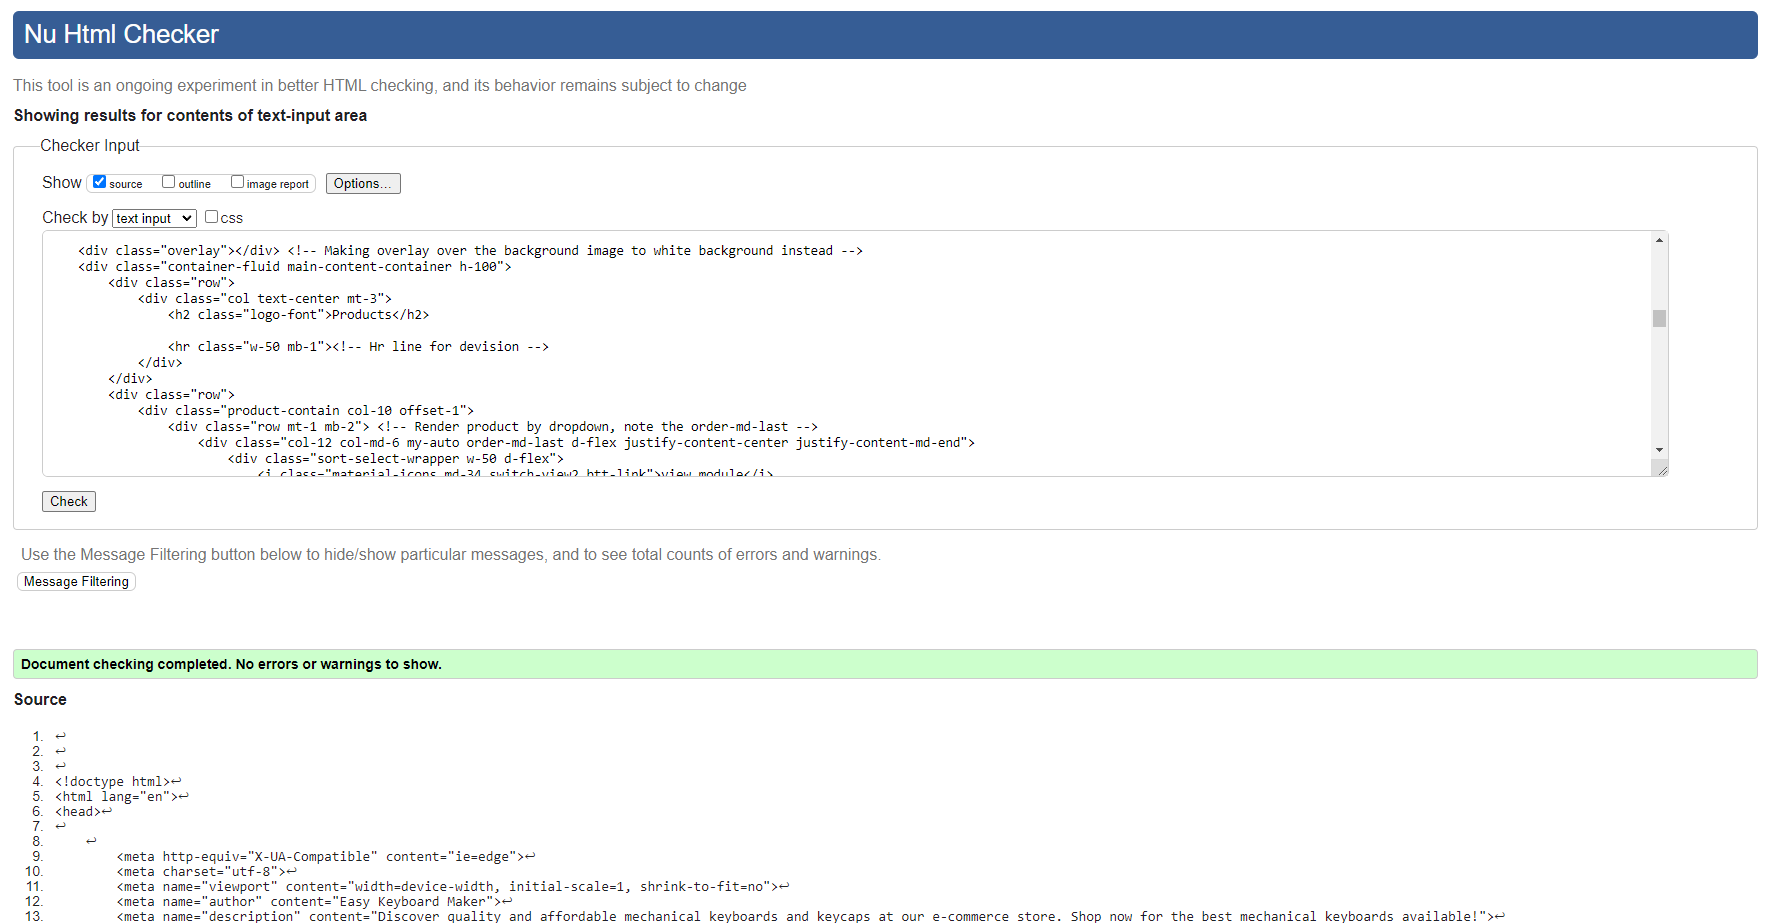 Nu Html Checker
This tool is an ongoing experiment in better HTML checking, and its behavior remains subject to change
Showing results for contents of text-input area
Checker Input
Show source outline image report Options...
Check by text input css
<div class="overlay"></div> <!-- Making overlay over the background image to white background instead -->
<div class="container-fluid main-content-container h-100">
<div class="row">
<div class="col text-center mt-3">
<h2 class="logo-font">Products</h2>
<hr class="w-50 mb-1"><!-- Hr line for devision -->
</div>
</div>
<div class="row">
<div class="product-contain col-10 offset-1">
<div class="row mt-1 mb-2"> <!-- Render product by dropdown, note the order-md-last -->
<div class="col-12 col-md-6 my-auto order-md-last d-flex justify-content-center justify-content-md-end">
<div class="sort-select-wrapper w-50 d-flex">
<i class="material-icons md-34 switch-view2 btt-link">view_module</i>
Check
Use the Message Filtering button below to hide/show particular messages, and to see total counts of errors and warnings.
Message Filtering
Document checking completed. No errors or warnings to show.
Source
1. ↩
2. ↩
3. ↩
4. <!doctype html>↩
5. <html lang="en">↩
6. <head>↩
7. ↩
8. ↩
9. <meta http-equiv="X-UA-Compatible" content="ie=edge">↩
10. <meta charset="utf-8">↩
11. <meta name="viewport" content="width=device-width, initial-scale=1, shrink-to-fit=no">↩
12. <meta name="author" content="Easy Keyboard Maker">↩
13. <meta name="description" content="Discover quality and affordable mechanical keyboards and keycaps at our e-commerce store. Shop now for the best mechanical keyboards available!">↩